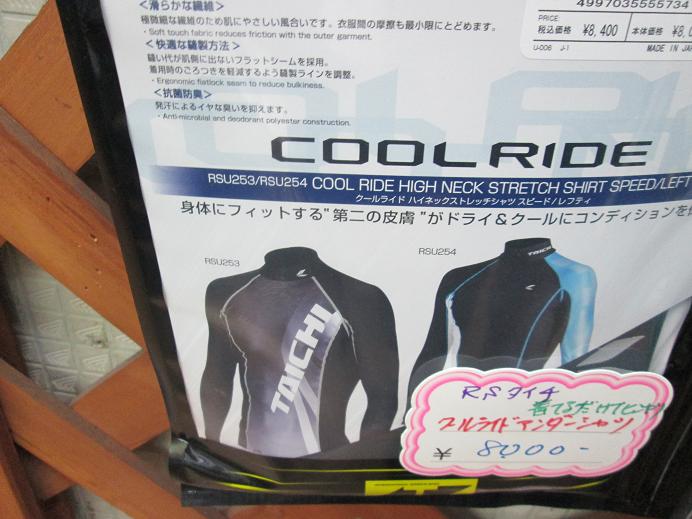 <滑らかな繊維>
極微細な繊維のため肌にやさしい風合いです。衣服間の摩擦も最小限にとどめます。
・Soft touch fabric reduces friction with the outer garment.
<快適な縫製方法>
縫い代が肌側に出ないフラットシームを採用。
着用時のごろつきを軽減するよう縫製ラインを調整。
・Ergonomic flatlock seam to reduce bulkiness.
<抗菌防臭>
発汗によるイヤな臭いを抑えます。
・Anti-microbial and deodorant polyester construction.
4997035555734
PRICE
税込価格 ¥8,400 本体価格
U-006 J-1 MADE IN
COOL RIDE
RSU253/RSU254 COOL RIDE HIGH NECK STRETCH SHIRT SPEED/LEFT
クールライド ハイネックストレッチシャツ スピード/レフティ
身体にフィットする“第二の皮膚”がドライ&クールにコンディションを
RSU253
RSU254
TAICHI
TAICHI
RSタイチ
着てるだけで
クールライドアンダーシャツ
¥ 8000-